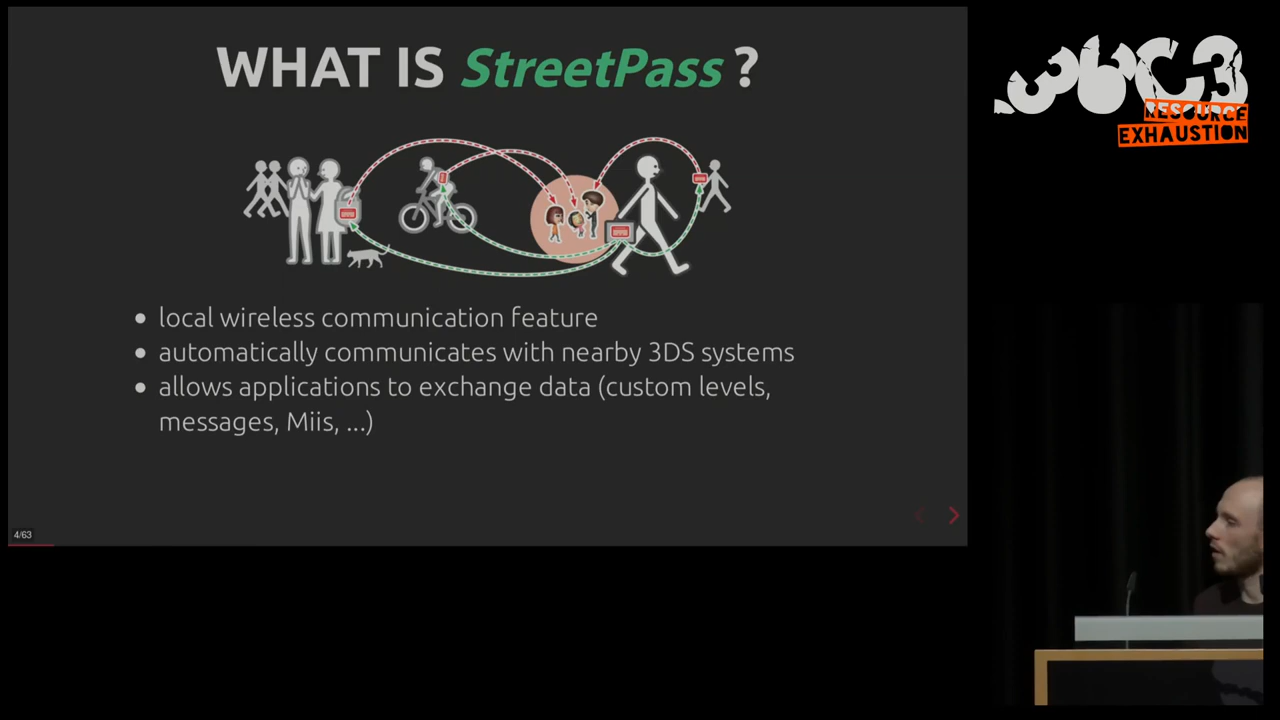 WHAT IS StreetPass ?
● local wireless communication feature
● automatically communicates with nearby 3DS systems
● allows applications to exchange data (custom levels,
messages, Miis, ...)
4/63
36C3
RESOURCE
EXHAUSTION